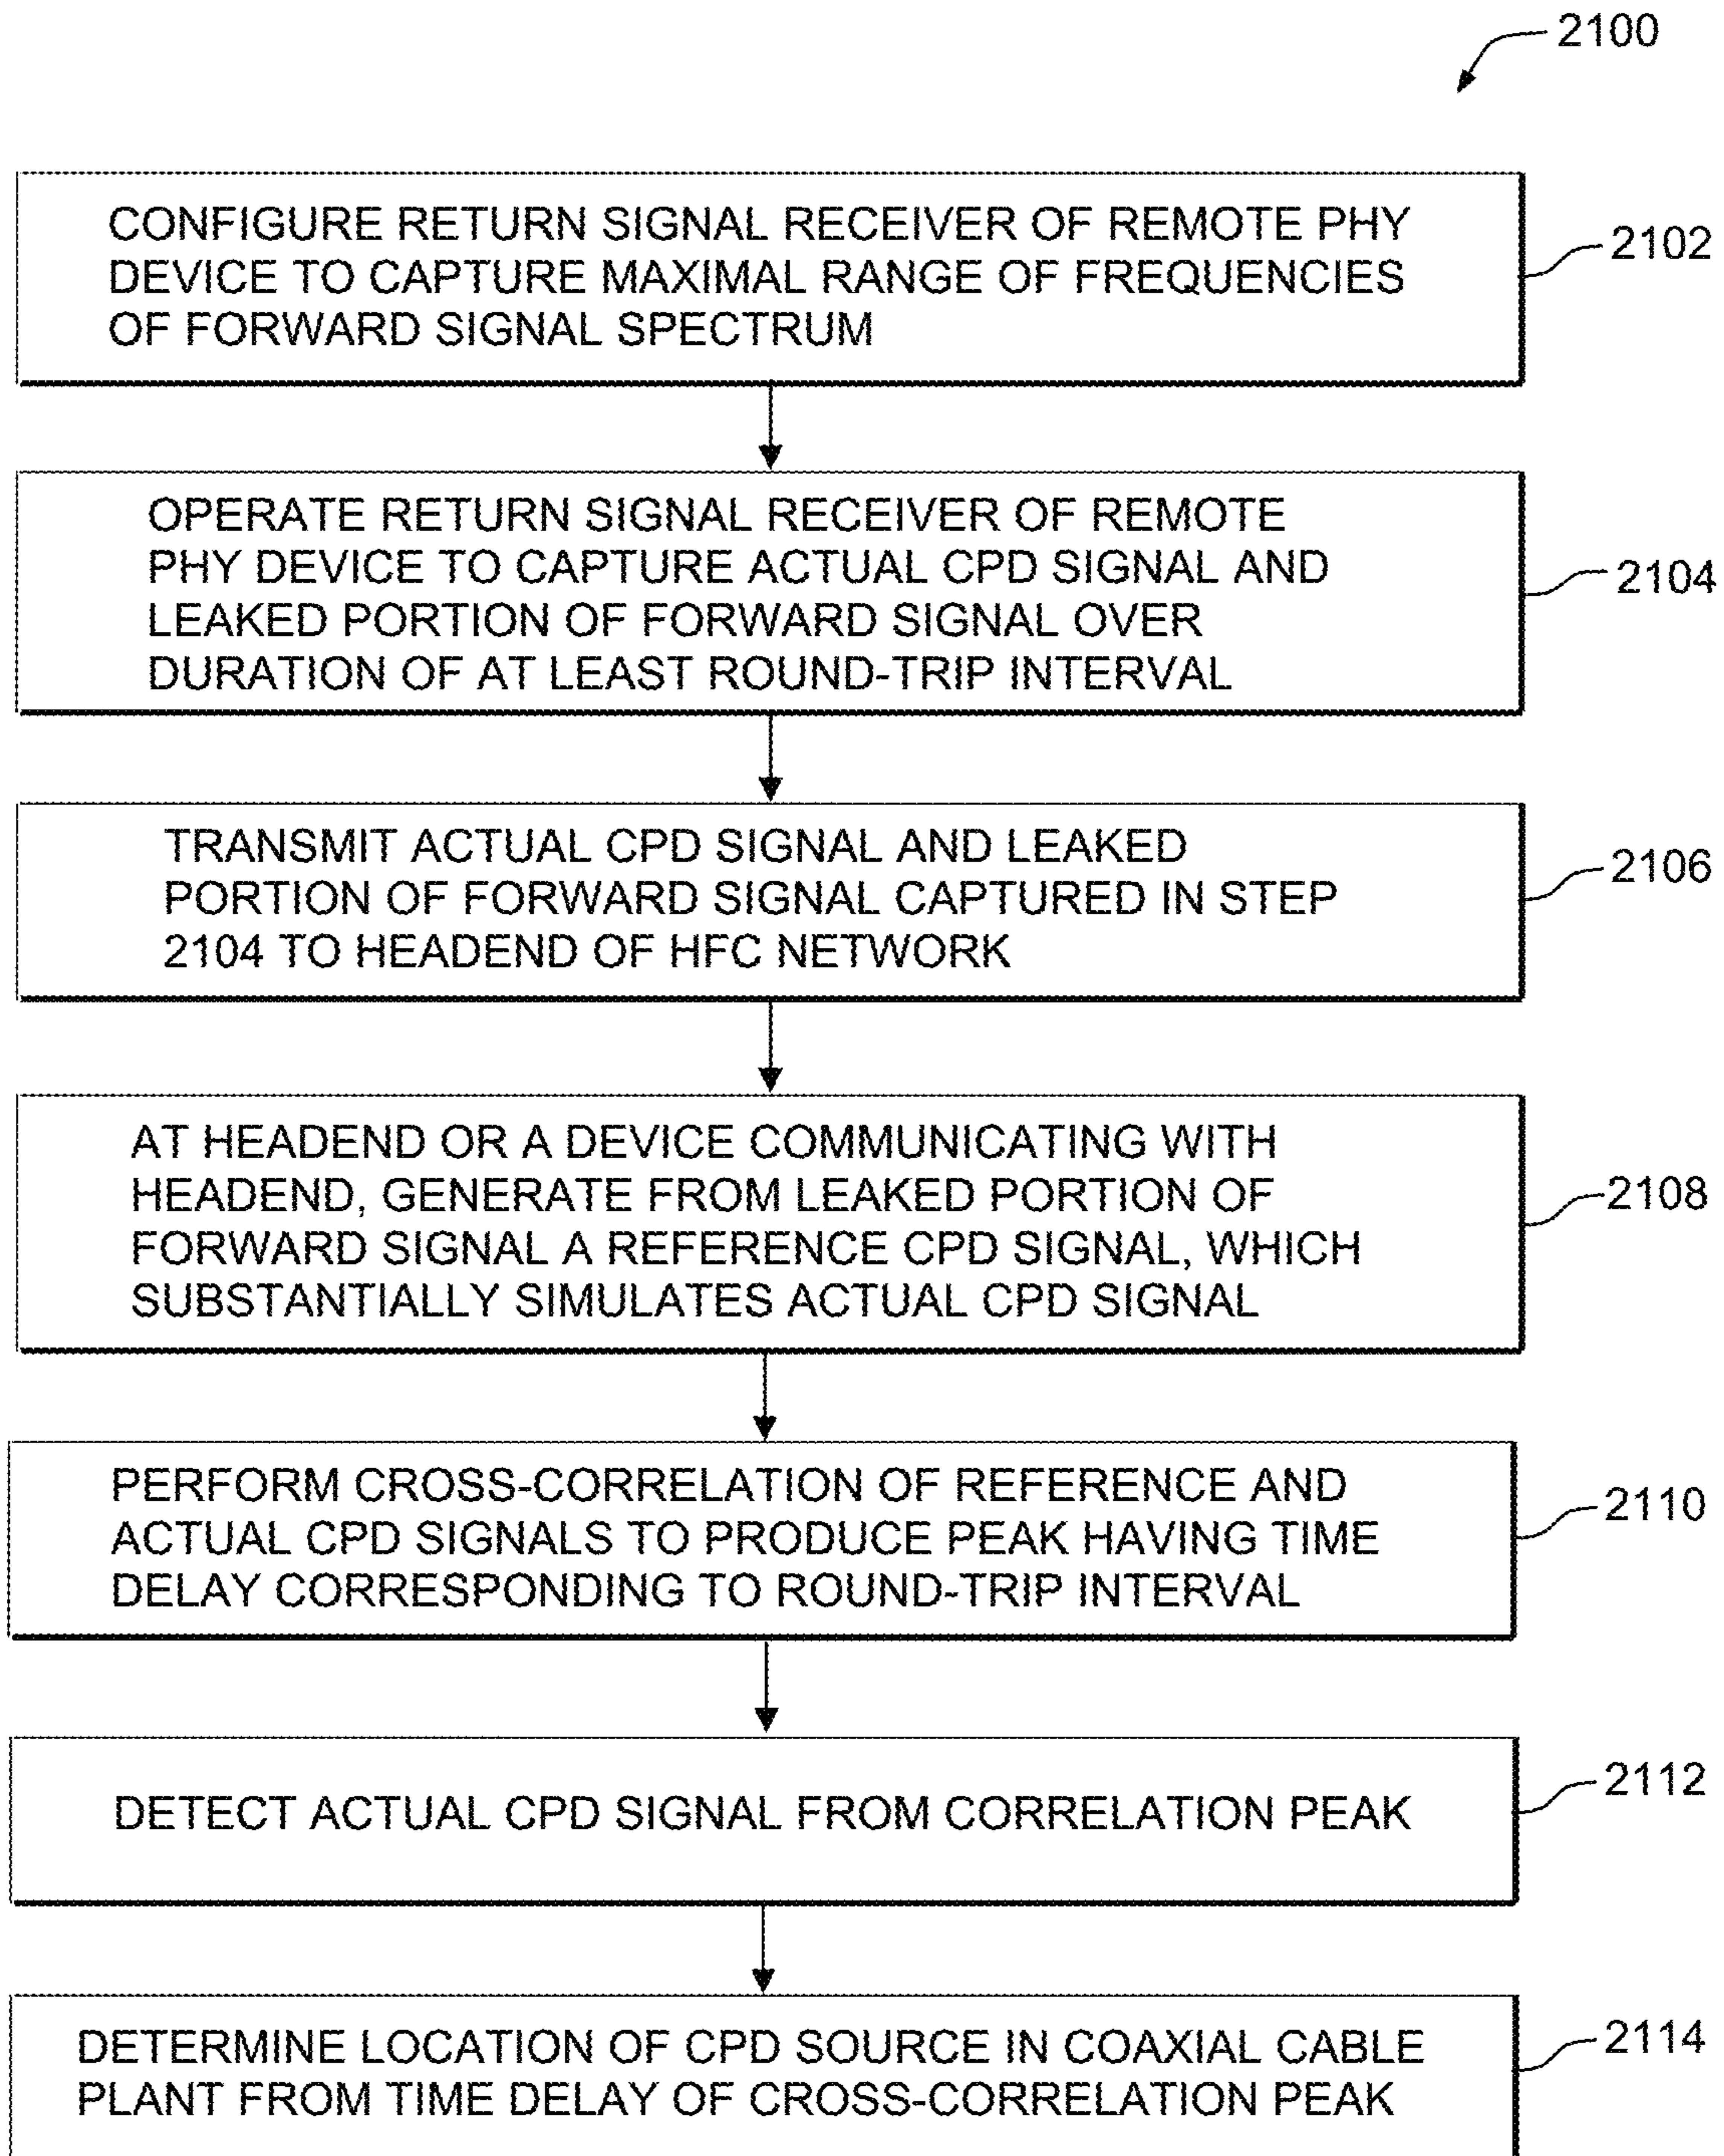 2100
CONFIGURE RETURN SIGNAL RECEIVER OF REMOTE PHY
DEVICE TO CAPTURE MAXIMAL RANGE OF FREQUENCIES
OF FORWARD SIGNAL SPECTRUM
2102
OPERATE RETURN SIGNAL RECEIVER OF REMOTE
PHY DEVICE TO CAPTURE ACTUAL CPD SIGNAL AND
LEAKED PORTION OF FORWARD SIGNAL OVER
DURATION OF AT LEAST ROUND-TRIP INTERVAL
2104
TRANSMIT ACTUAL CPD SIGNAL AND LEAKED
PORTION OF FORWARD SIGNAL CAPTURED IN STEP
2104 TO HEADEND OF HFC NETWORK
2106
AT HEADEND OR A DEVICE COMMUNICATING WITH
HEADEND, GENERATE FROM LEAKED PORTION OF
FORWARD SIGNAL A REFERENCE CPD SIGNAL, WHICH
SUBSTANTIALLY SIMULATES ACTUAL CPD SIGNAL
2108
PERFORM CROSS-CORRELATION OF REFERENCE AND
ACTUAL CPD SIGNALS TO PRODUCE PEAK HAVING TIME
DELAY CORRESPONDING TO ROUND-TRIP INTERVAL
2110
DETECT ACTUAL CPD SIGNAL FROM CORRELATION PEAK
2112
DETERMINE LOCATION OF CPD SOURCE IN COAXIAL CABLE
PLANT FROM TIME DELAY OF CROSS-CORRELATION PEAK
2114